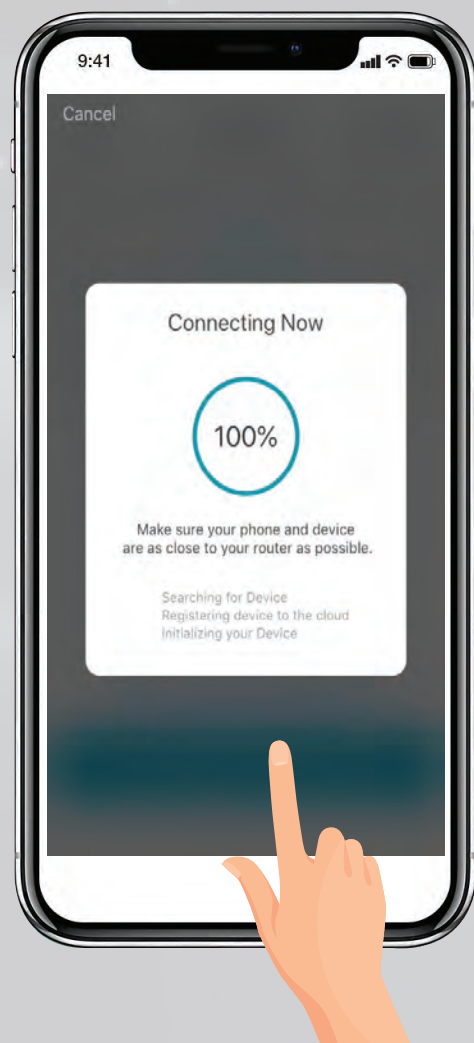 9:41
Cancel
Connecting Now
100%
Make sure your phone and device
are as close to your router as possible.
Searching for Device
Registering device to the cloud
Initializing your Device